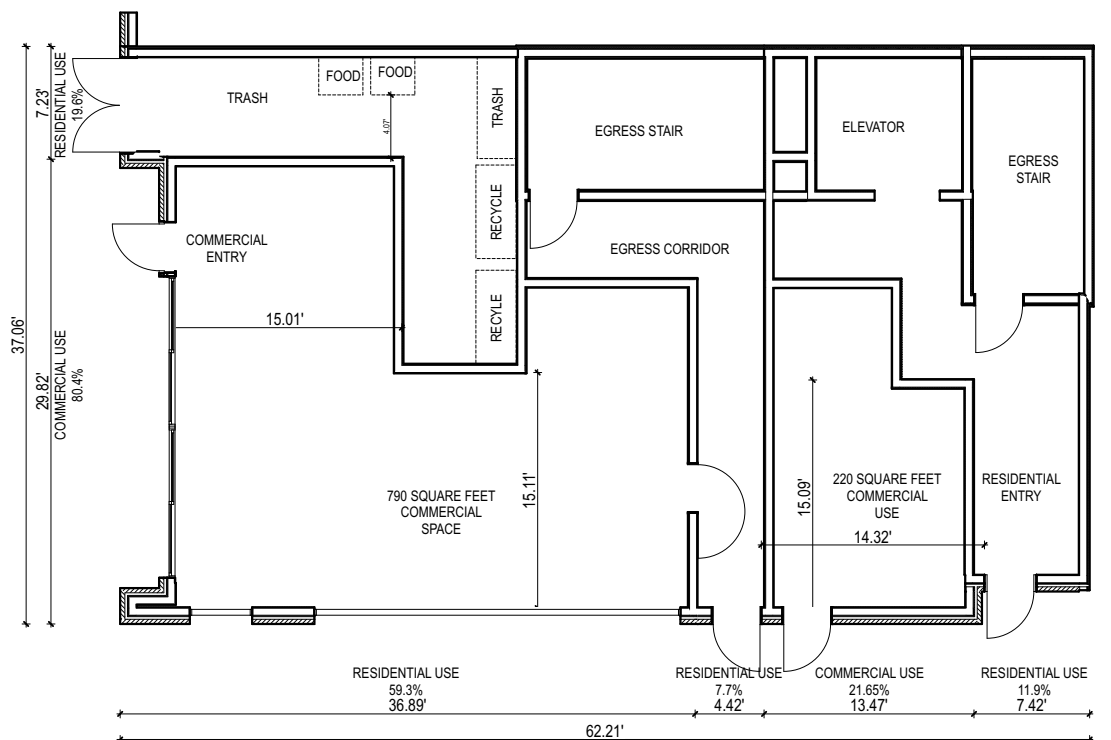 FOOD
FOOD
TRASH
TRASH
4.07'
EGRESS STAIR
ELEVATOR
EGRESS
STAIR
7.23'
RESIDENTIAL USE
19.6%
RECYCLE
COMMERCIAL
ENTRY
EGRESS CORRIDOR
RECYLE
15.01'
37.06'
29.82'
COMMERCIAL USE
80.4%
790 SQUARE FEET
COMMERCIAL
SPACE
15.11'
15.09'
220 SQUARE FEET
COMMERCIAL
USE
14.32'
RESIDENTIAL
ENTRY
RESIDENTIAL USE
59.3%
36.89'
RESIDENTIAL USE
7.7%
4.42'
COMMERCIAL USE
21.65%
13.47'
RESIDENTIAL USE
11.9%
7.42'
62.21'